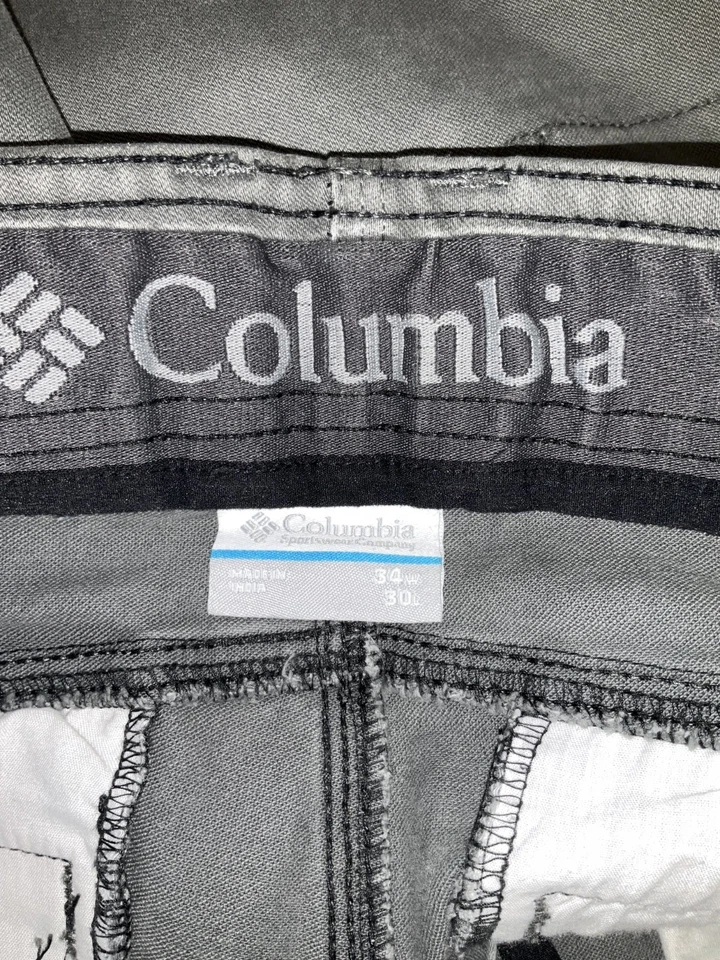 Columbia
Columbia
Sportswear Company
MADE IN
INDIA
34W
30L